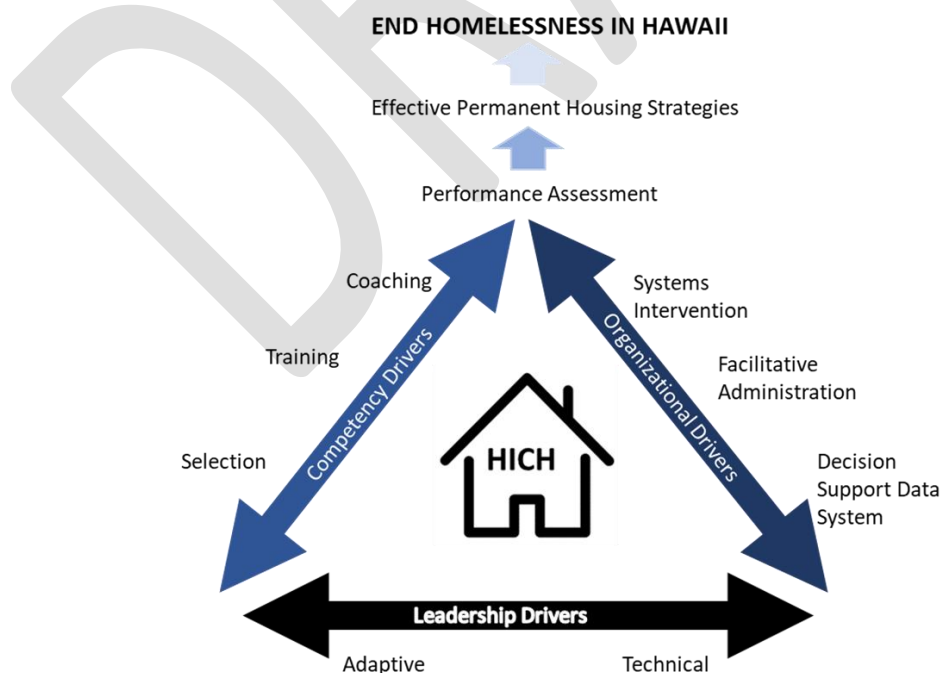 END HOMELESSNESS IN HAWAII
Effective Permanent Housing Strategies
Performance Assessment
Coaching
Training
Selection
Competency Drivers
Systems
Intervention
Facilitative
Administration
Decision
Support Data
System
Organizational Drivers
HICH
Leadership Drivers
Adaptive
Technical